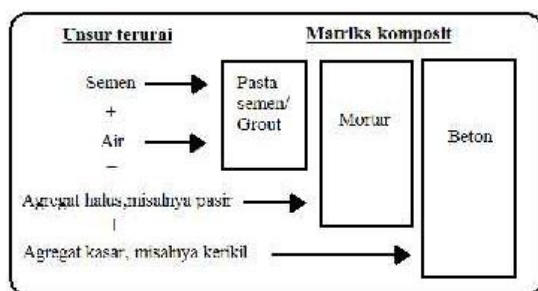 Unsur terurai
Matriks komposit
Semen
+
Air
Pasta
semen/
Grout
Mortar
Beton
Agregat halus,misalnya pasir
Agregat kasar, misalnya kerikil